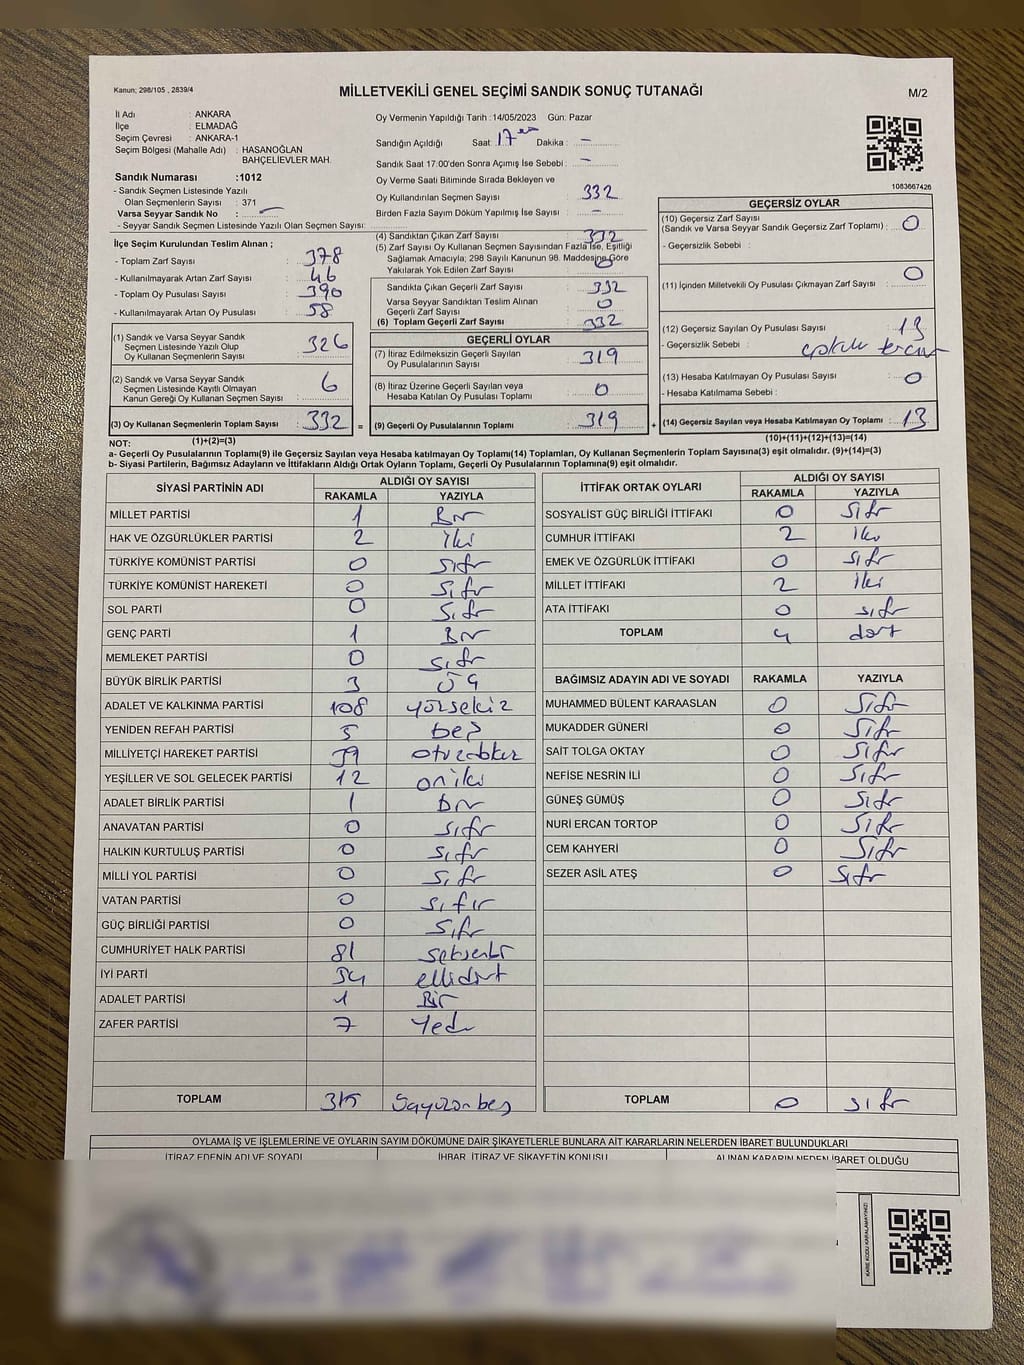 Kanun; 298/105 , 2839/4
MİLLETVEKİLİ GENEL SEÇİMİ SANDIK SONUÇ TUTANAĞI
M/2
İl Adı : ANKARA
İlçe : ELMADAĞ
Seçim Çevresi : ANKARA-1
Seçim Bölgesi (Mahalle Adı) : HASANOĞLAN
BAHÇELİEVLER MAH.
Sandık Numarası :1012
- Sandık Seçmen Listesinde Yazılı
Olan Seçmenlerin Sayısı : 371
Varsa Seyyar Sandık No : –
- Seyyar Sandık Seçmen Listesinde Yazılı Olan Seçmen Sayısı:
Oy Vermenin Yapıldığı Tarih :14/05/2023 Gün: Pazar
Sandığın Açıldığı Saat : 17 Dakika : –
Sandık Saat 17:00'den Sonra Açımış İse Sebebi : –
Oy Verme Saati Bitiminde Sırada Bekleyen ve
Oy Kullandırılan Seçmen Sayısı : 332
Birden Fazla Sayım Döküm Yapılmış İse Sayısı : –
1083667426
İlçe Seçim Kurulundan Teslim Alınan ;
- Toplam Zarf Sayısı : 378
- Kullanılmayarak Artan Zarf Sayısı : 46
- Toplam Oy Pusulası Sayısı : 390
- Kullanılmayarak Artan Oy Pusulası : 58
(1) Sandık ve Varsa Seyyar Sandık
Seçmen Listesinde Yazılı Olup
Oy Kullanan Seçmenlerin Sayısı : 326
(2) Sandık ve Varsa Seyyar Sandık
Seçmen Listesinde Kayıtlı Olmayan
Kanun Gereği Oy Kullanan Seçmen Sayısı : 6
(3) Oy Kullanan Seçmenlerin Toplam Sayısı : 332 =
(4) Sandıktan Çıkan Zarf Sayısı : 332
(5) Zarf Sayısı Oy Kullanan Seçmen Sayısından Fazla İse, Eşitliği
Sağlamak Amacıyla; 298 Sayılı Kanunun 98. Maddesine Göre
Yakılarak Yok Edilen Zarf Sayısı : 0
Sandıkta Çıkan Geçerli Zarf Sayısı : 332
Varsa Seyyar Sandıktan Teslim Alınan
Geçerli Zarf Sayısı : 0
(6) Toplam Geçerli Zarf Sayısı : 332
GEÇERLİ OYLAR
(7) İtiraz Edilmeksizin Geçerli Sayılan
Oy Pusulalarının Sayısı : 319
(8) İtiraz Üzerine Geçerli Sayılan veya
Hesaba Katılan Oy Pusulası Toplamı : 0
(9) Geçerli Oy Pusulalarının Toplamı : 319 +
GEÇERSİZ OYLAR
(10) Geçersiz Zarf Sayısı
(Sandık ve Varsa Seyyar Sandık Geçersiz Zarf Toplamı) : 0
- Geçersizlik Sebebi :
(11) İçinden Milletvekili Oy Pusulası Çıkmayan Zarf Sayısı : 0
(12) Geçersiz Sayılan Oy Pusulası Sayısı : 13
- Geçersizlik Sebebi :
(13) Hesaba Katılmayan Oy Pusulası Sayısı : 0
- Hesaba Katılmama Sebebi :
(14) Geçersiz Sayılan veya Hesaba Katılmayan Oy Toplamı : 13
NOT: (1)+(2)=(3) (10)+(11)+(12)+(13)=(14)
a- Geçerli Oy Pusulalarının Toplamı(9) ile Geçersiz Sayılan veya Hesaba katılmayan Oy Toplamı(14) Toplamları, Oy Kullanan Seçmenlerin Toplam Sayısına(3) eşit olmalıdır. (9)+(14)=(3)
b- Siyasi Partilerin, Bağımsız Adayların ve İttifakların Aldığı Ortak Oyların Toplamı, Geçerli Oy Pusulalarının Toplamına(9) eşit olmalıdır.
SİYASİ PARTİNİN ADI ALDIĞI OY SAYISI
RAKAMLA YAZIYLA
MİLLET PARTİSİ 1 Bir
HAK VE ÖZGÜRLÜKLER PARTİSİ 2 iki
TÜRKİYE KOMÜNİST PARTİSİ 0 sıfır
TÜRKİYE KOMÜNİST HAREKETİ 0 sıfır
SOL PARTİ 0 sıfır
GENÇ PARTİ 1 Bir
MEMLEKET PARTİSİ 0 sıfır
BÜYÜK BİRLİK PARTİSİ 3 üç
ADALET VE KALKINMA PARTİSİ 108 yüzsekiz
YENİDEN REFAH PARTİSİ 5 beş
MİLLİYETÇİ HAREKET PARTİSİ 39 otuzdokuz
YEŞİLLER VE SOL GELECEK PARTİSİ 12 oniki
ADALET BİRLİK PARTİSİ 1 bir
ANAVATAN PARTİSİ 0 sıfır
HALKIN KURTULUŞ PARTİSİ 0 sıfır
MİLLİ YOL PARTİSİ 0 sıfır
VATAN PARTİSİ 0 sıfır
GÜÇ BİRLİĞİ PARTİSİ 0 sıfır
CUMHURİYET HALK PARTİSİ 81 seksenbir
İYİ PARTİ 54 ellidört
ADALET PARTİSİ 1 Bir
ZAFER PARTİSİ 7 Yedi
TOPLAM 315 üçyüzonbeş
İTTİFAK ORTAK OYLARI ALDIĞI OY SAYISI
RAKAMLA YAZIYLA
SOSYALİST GÜÇ BİRLİĞİ İTTİFAKI 0 sıfır
CUMHUR İTTİFAKI 2 iki
EMEK VE ÖZGÜRLÜK İTTİFAKI 0 sıfır
MİLLET İTTİFAKI 2 iki
ATA İTTİFAKI 0 sıfır
TOPLAM 4 dört
BAĞIMSIZ ADAYIN ADI VE SOYADI RAKAMLA YAZIYLA
MUHAMMED BÜLENT KARAASLAN 0 sıfır
MUKADDER GÜNERİ 0 sıfır
SAİT TOLGA OKTAY 0 sıfır
NEFİSE NESRİN İLİ 0 sıfır
GÜNEŞ GÜMÜŞ 0 sıfır
NURİ ERCAN TORTOP 0 sıfır
CEM KAHYERİ 0 sıfır
SEZER ASİL ATEŞ 0 sıfır
TOPLAM 0 sıfır
OYLAMA İŞ VE İŞLEMLERİNE VE OYLARIN SAYIM DÖKÜMÜNE DAİR ŞİKAYETLERLE BUNLARA AİT KARARLARIN NELERDEN İBARET BULUNDUKLARI
İTİRAZ EDENİN ADI VE SOYADI İHBAR, İTİRAZ VE ŞİKAYETİN KONUSU ALINAN KARARIN NEDEN İBARET OLDUĞU
KARE KODU KARALAMAYINIZ!